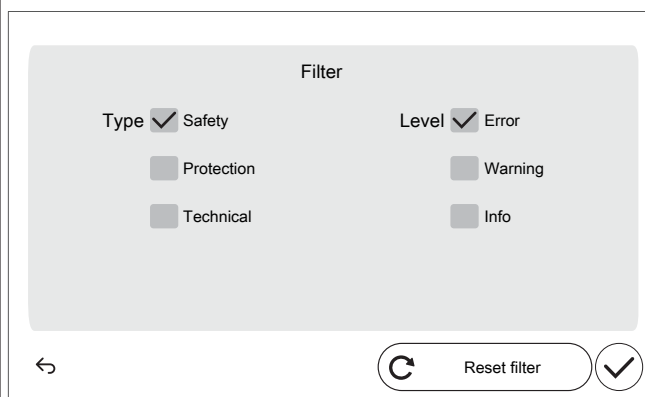 Filter
Type Safety Level Error
Protection Warning
Technical Info
Reset filter